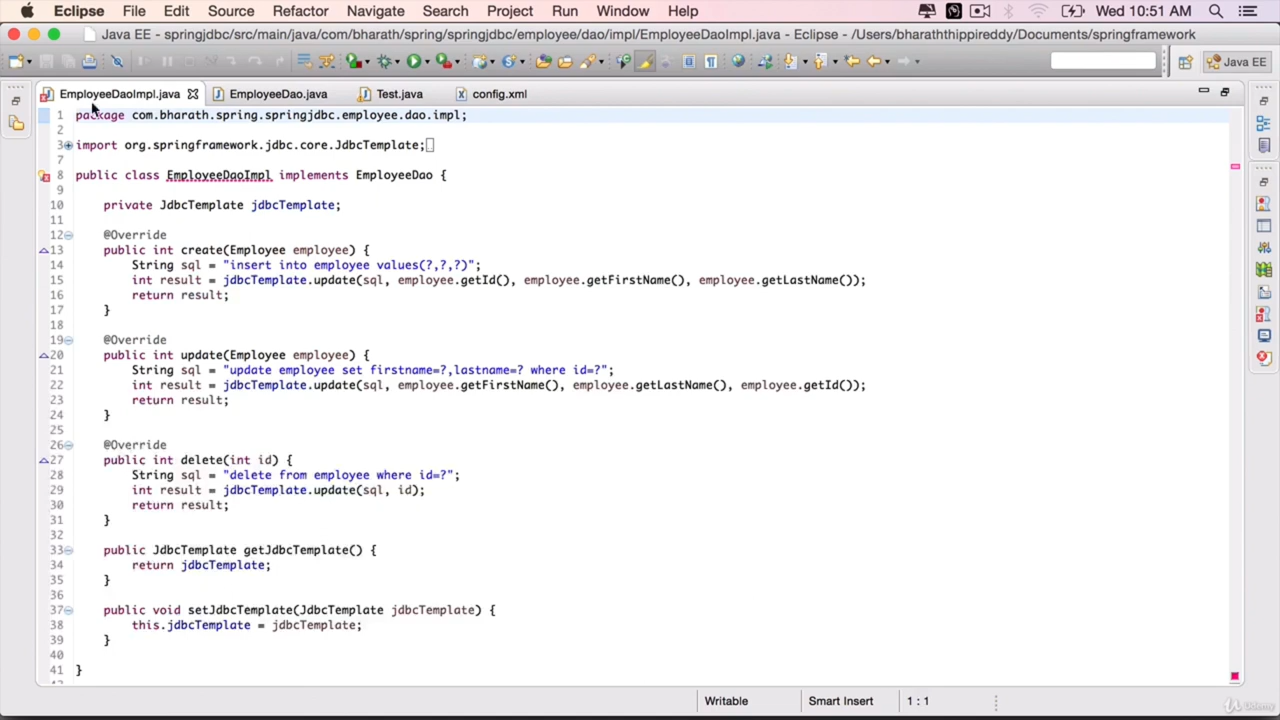 Eclipse File Edit Source Refactor Navigate Search Project Run Window Help Wed 10:51 AM
Java EE - springjdbc/src/main/java/com/bharath/spring/springjdbc/employee/dao/impl/EmployeeDaoImpl.java - Eclipse - /Users/bharaththippireddy/Documents/springframework
Java EE
EmployeeDaoImpl.java EmployeeDao.java Test.java config.xml
1 package com.bharath.spring.springjdbc.employee.dao.impl;
2
3 import org.springframework.jdbc.core.JdbcTemplate;
7
8 public class EmployeeDaoImpl implements EmployeeDao {
9
10 private JdbcTemplate jdbcTemplate;
11
12 @Override
13 public int create(Employee employee) {
14 String sql = "insert into employee values(?,?,?)";
15 int result = jdbcTemplate.update(sql, employee.getId(), employee.getFirstName(), employee.getLastName());
16 return result;
17 }
18
19 @Override
20 public int update(Employee employee) {
21 String sql = "update employee set firstname=?,lastname=? where id=?";
22 int result = jdbcTemplate.update(sql, employee.getFirstName(), employee.getLastName(), employee.getId());
23 return result;
24 }
25
26 @Override
27 public int delete(int id) {
28 String sql = "delete from employee where id=?";
29 int result = jdbcTemplate.update(sql, id);
30 return result;
31 }
32
33 public JdbcTemplate getJdbcTemplate() {
34 return jdbcTemplate;
35 }
36
37 public void setJdbcTemplate(JdbcTemplate jdbcTemplate) {
38 this.jdbcTemplate = jdbcTemplate;
39 }
40
41 }
Writable Smart Insert 1 : 1
Udemy